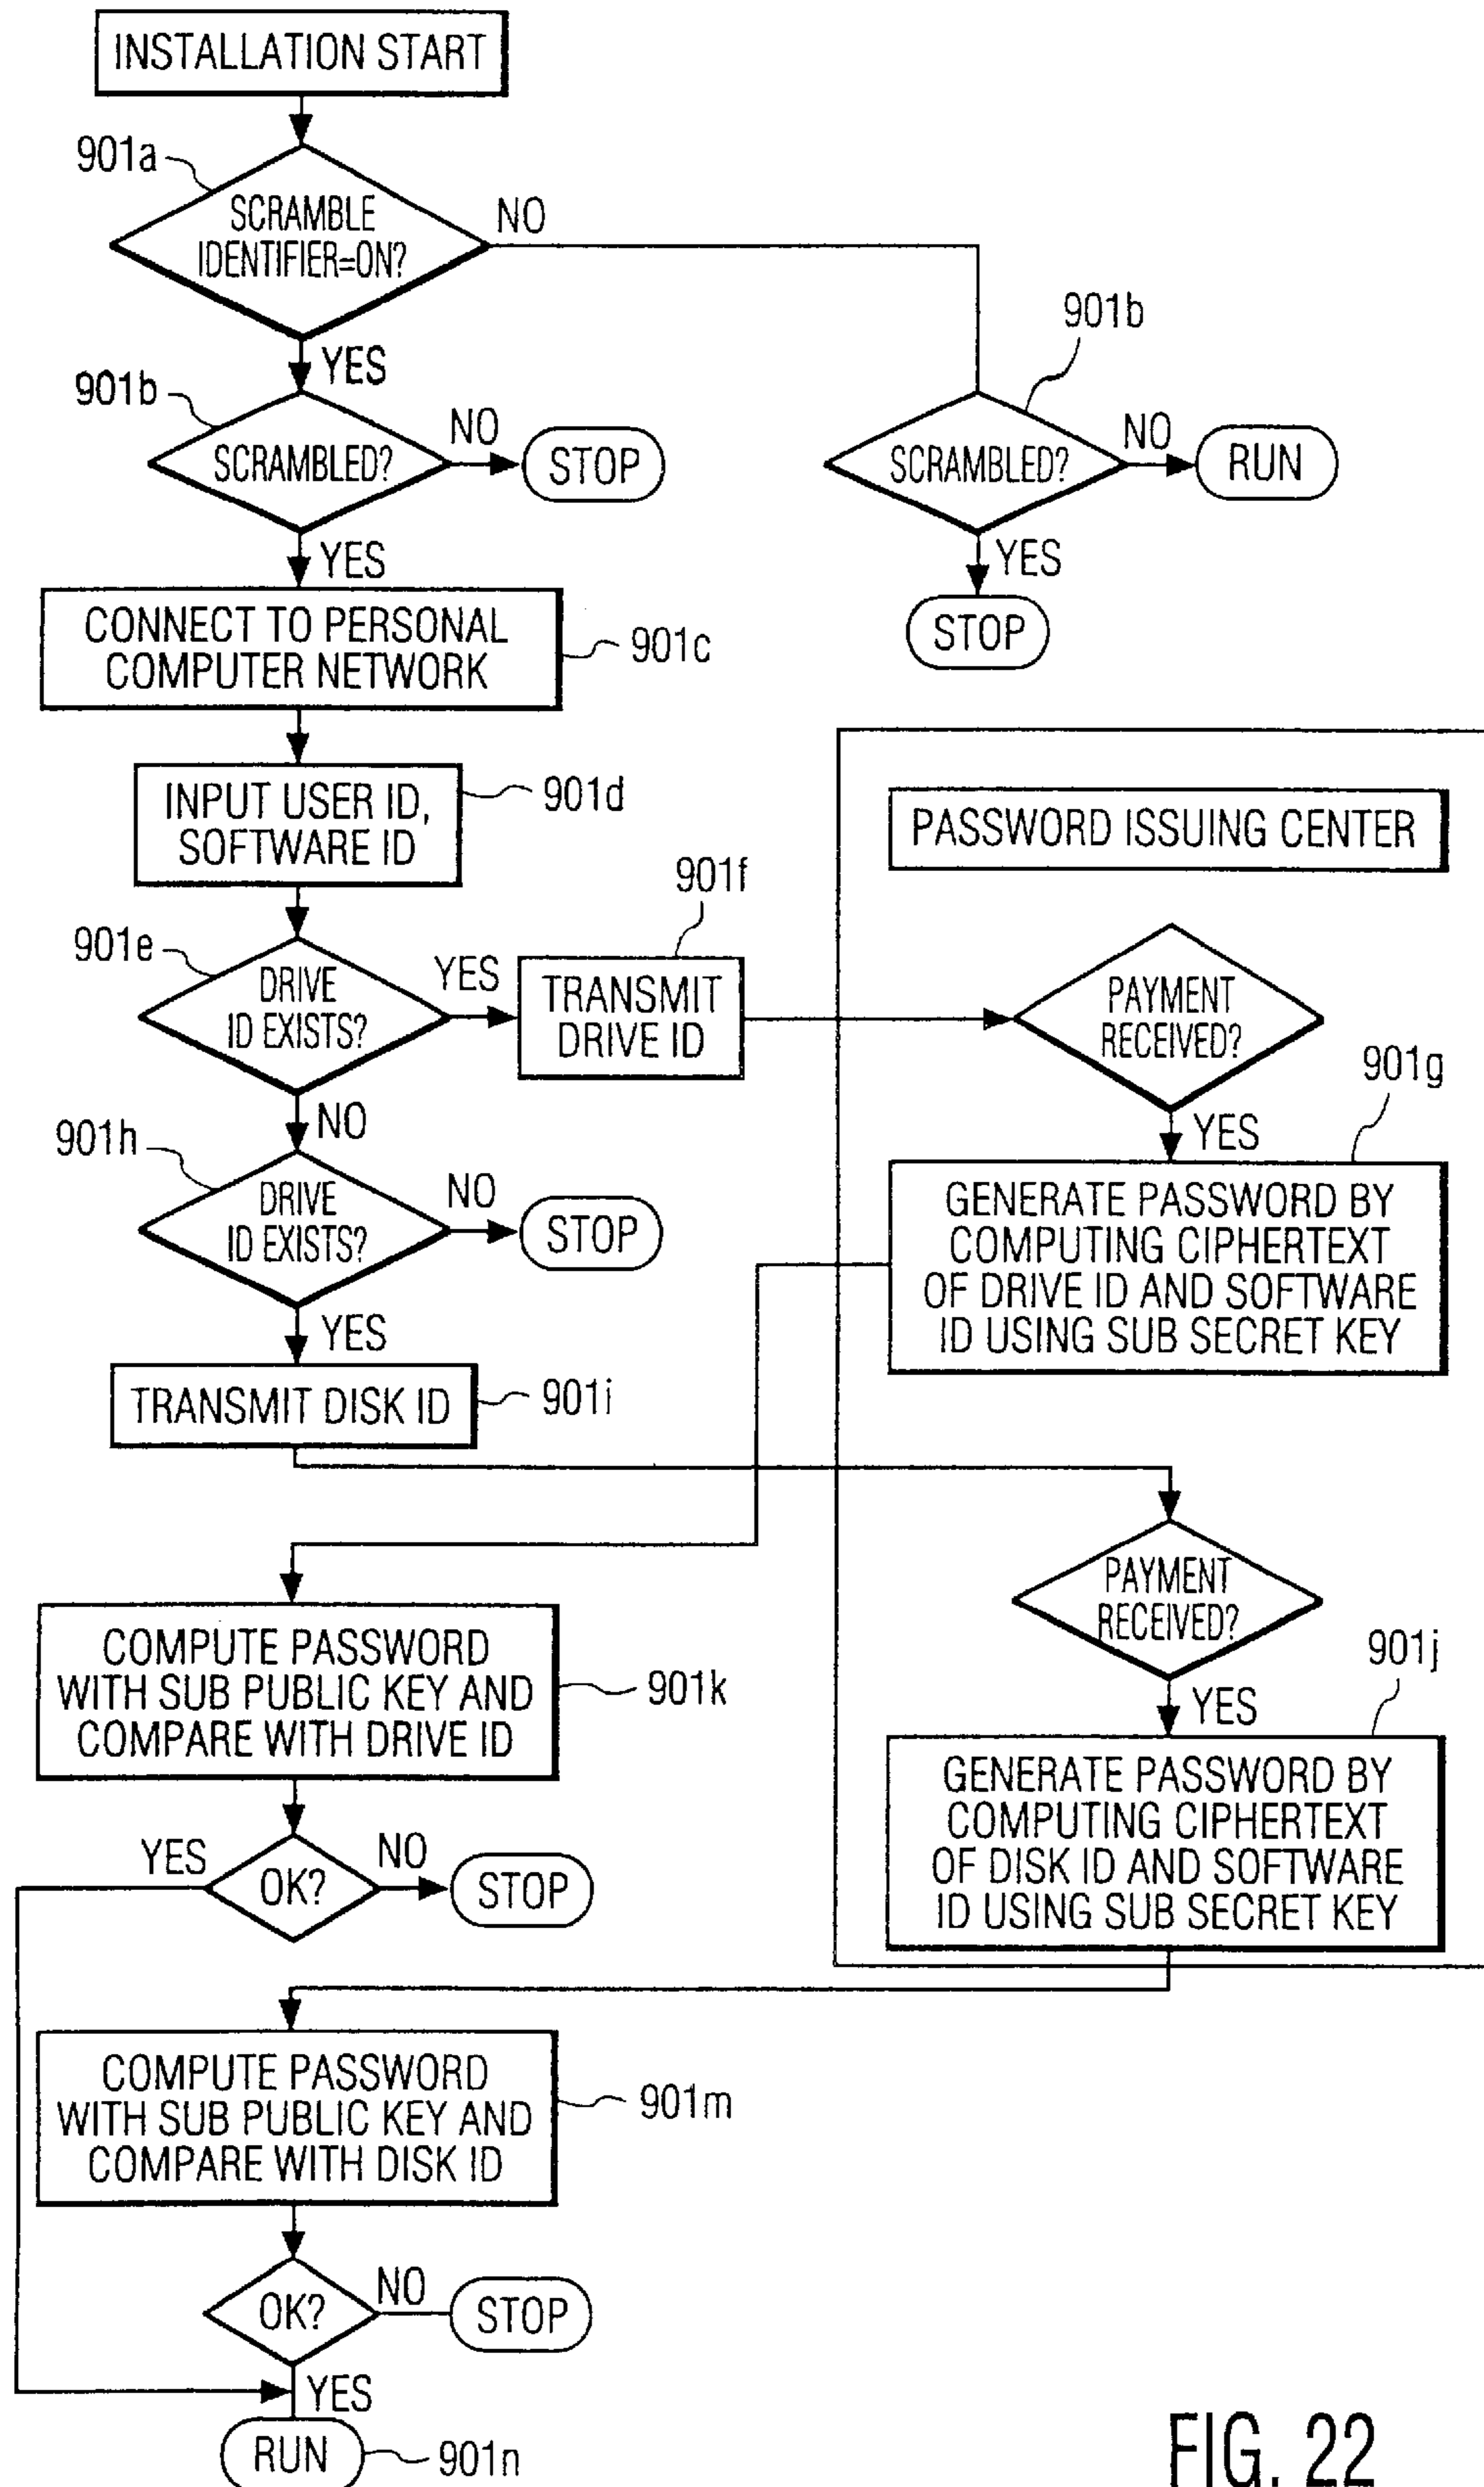 INSTALLATION START
901a
SCRAMBLE
IDENTIFIER=ON?
NO
YES
901b
SCRAMBLED?
NO
STOP
901b
SCRAMBLED?
NO
RUN
YES
STOP
YES
CONNECT TO PERSONAL
COMPUTER NETWORK
901c
INPUT USER ID,
SOFTWARE ID
901d
PASSWORD ISSUING CENTER
901e
DRIVE
ID EXISTS?
YES
901f
TRANSMIT
DRIVE ID
PAYMENT
RECEIVED?
YES
901g
GENERATE PASSWORD BY
COMPUTING CIPHERTEXT
OF DRIVE ID AND SOFTWARE
ID USING SUB SECRET KEY
NO
901h
DRIVE
ID EXISTS?
NO
STOP
YES
TRANSMIT DISK ID
901i
PAYMENT
RECEIVED?
YES
901j
GENERATE PASSWORD BY
COMPUTING CIPHERTEXT
OF DISK ID AND SOFTWARE
ID USING SUB SECRET KEY
COMPUTE PASSWORD
WITH SUB PUBLIC KEY AND
COMPARE WITH DRIVE ID
901k
YES
OK?
NO
STOP
COMPUTE PASSWORD
WITH SUB PUBLIC KEY AND
COMPARE WITH DISK ID
901m
OK?
NO
STOP
YES
RUN
901n
FIG. 22